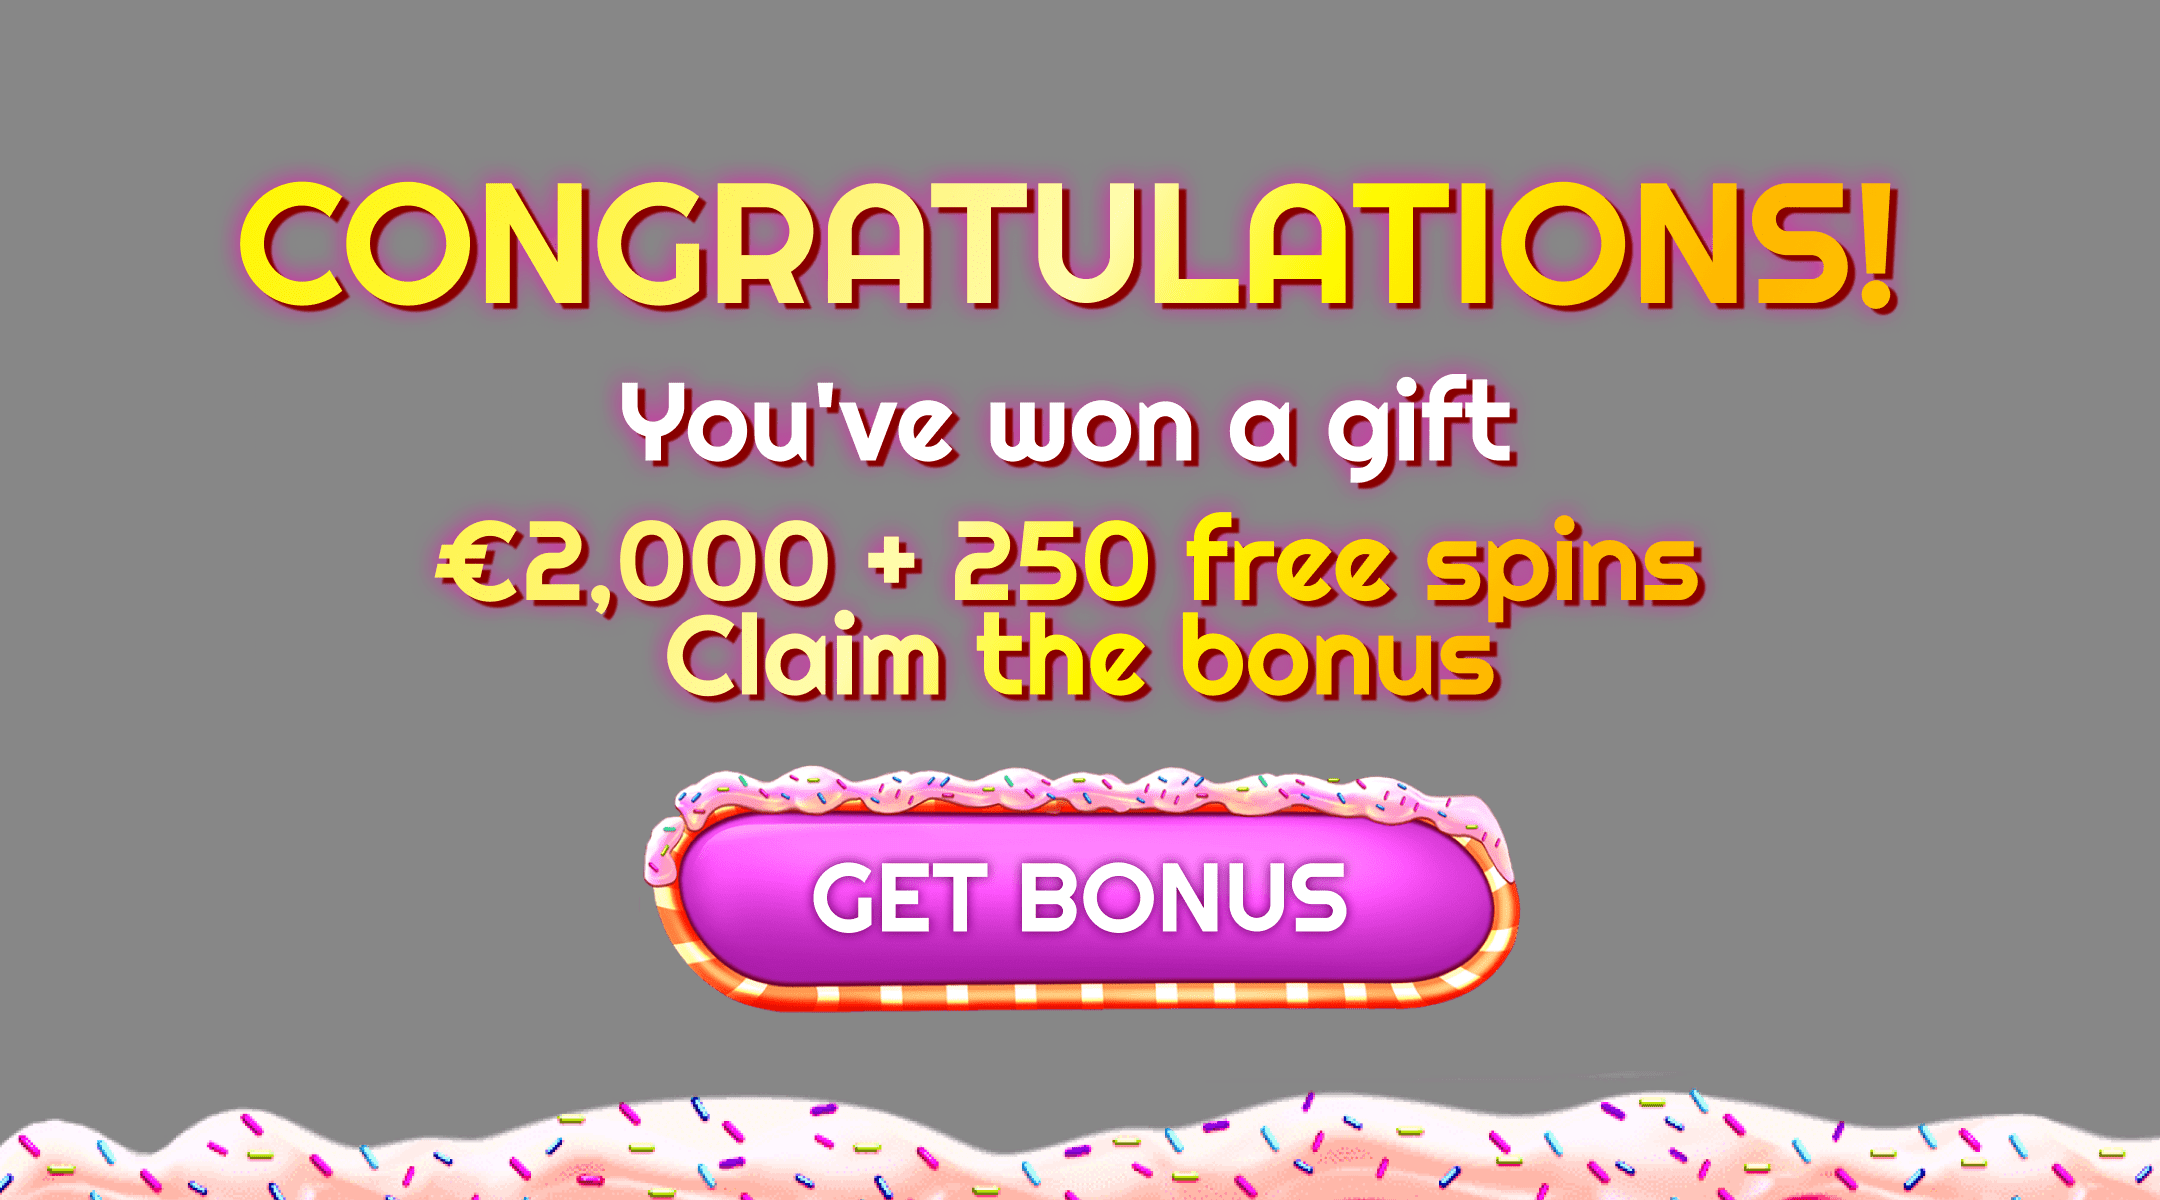 CONGRATULATIONS!
You've won a gift
€2,000 + 250 free spins
Claim the bonus
GET BONUS